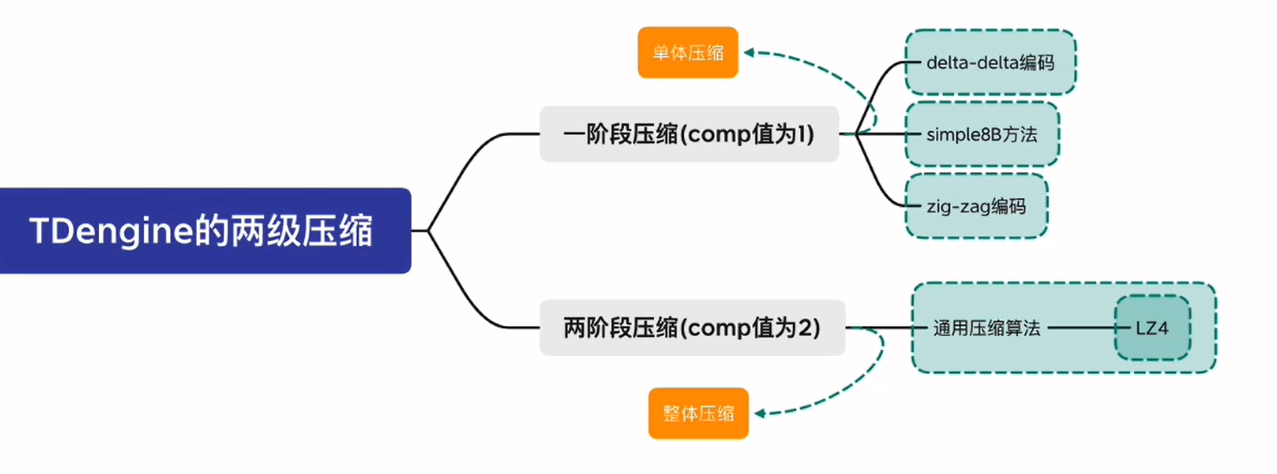 TDengine的两级压缩
一阶段压缩(comp值为1)
单体压缩
delta-delta编码
simple8B方法
zig-zag编码
两阶段压缩(comp值为2)
整体压缩
通用压缩算法
LZ4